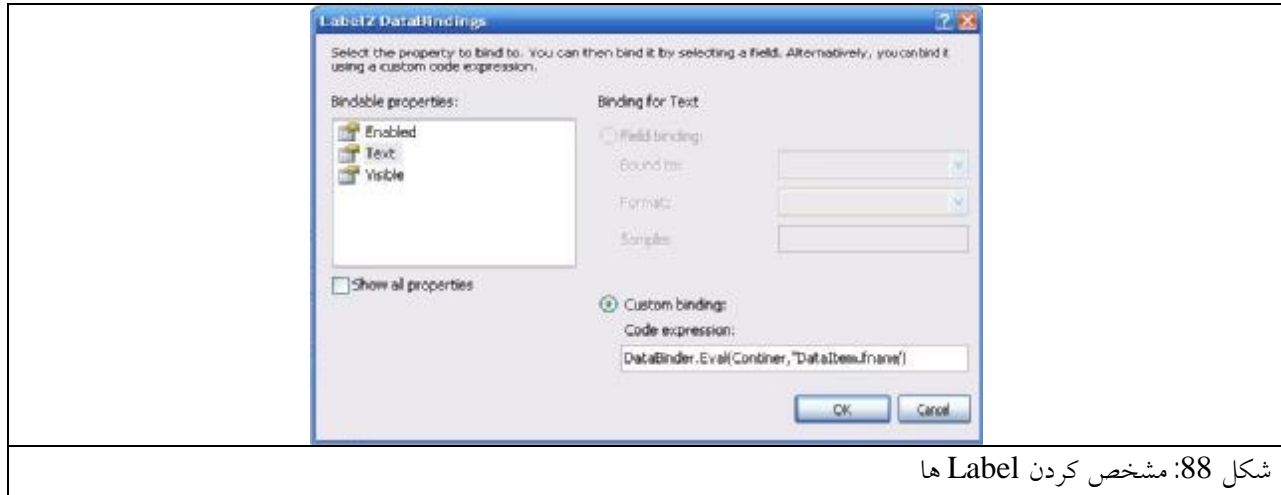 Label2 DataBindings
Select the property to bind to. You can then bind it by selecting a field. Alternatively, you can bind it
using a custom code expression.
Bindable properties:
Enabled
Text
Visible
Show all properties
Binding for Text
Field binding:
Bound to:
Format:
Sample:
Custom binding:
Code expression:
DataBinder.Eval(Continer,"DataItem.fname")
OK
Cancel
شكل 88: مشخص كردن Label ها